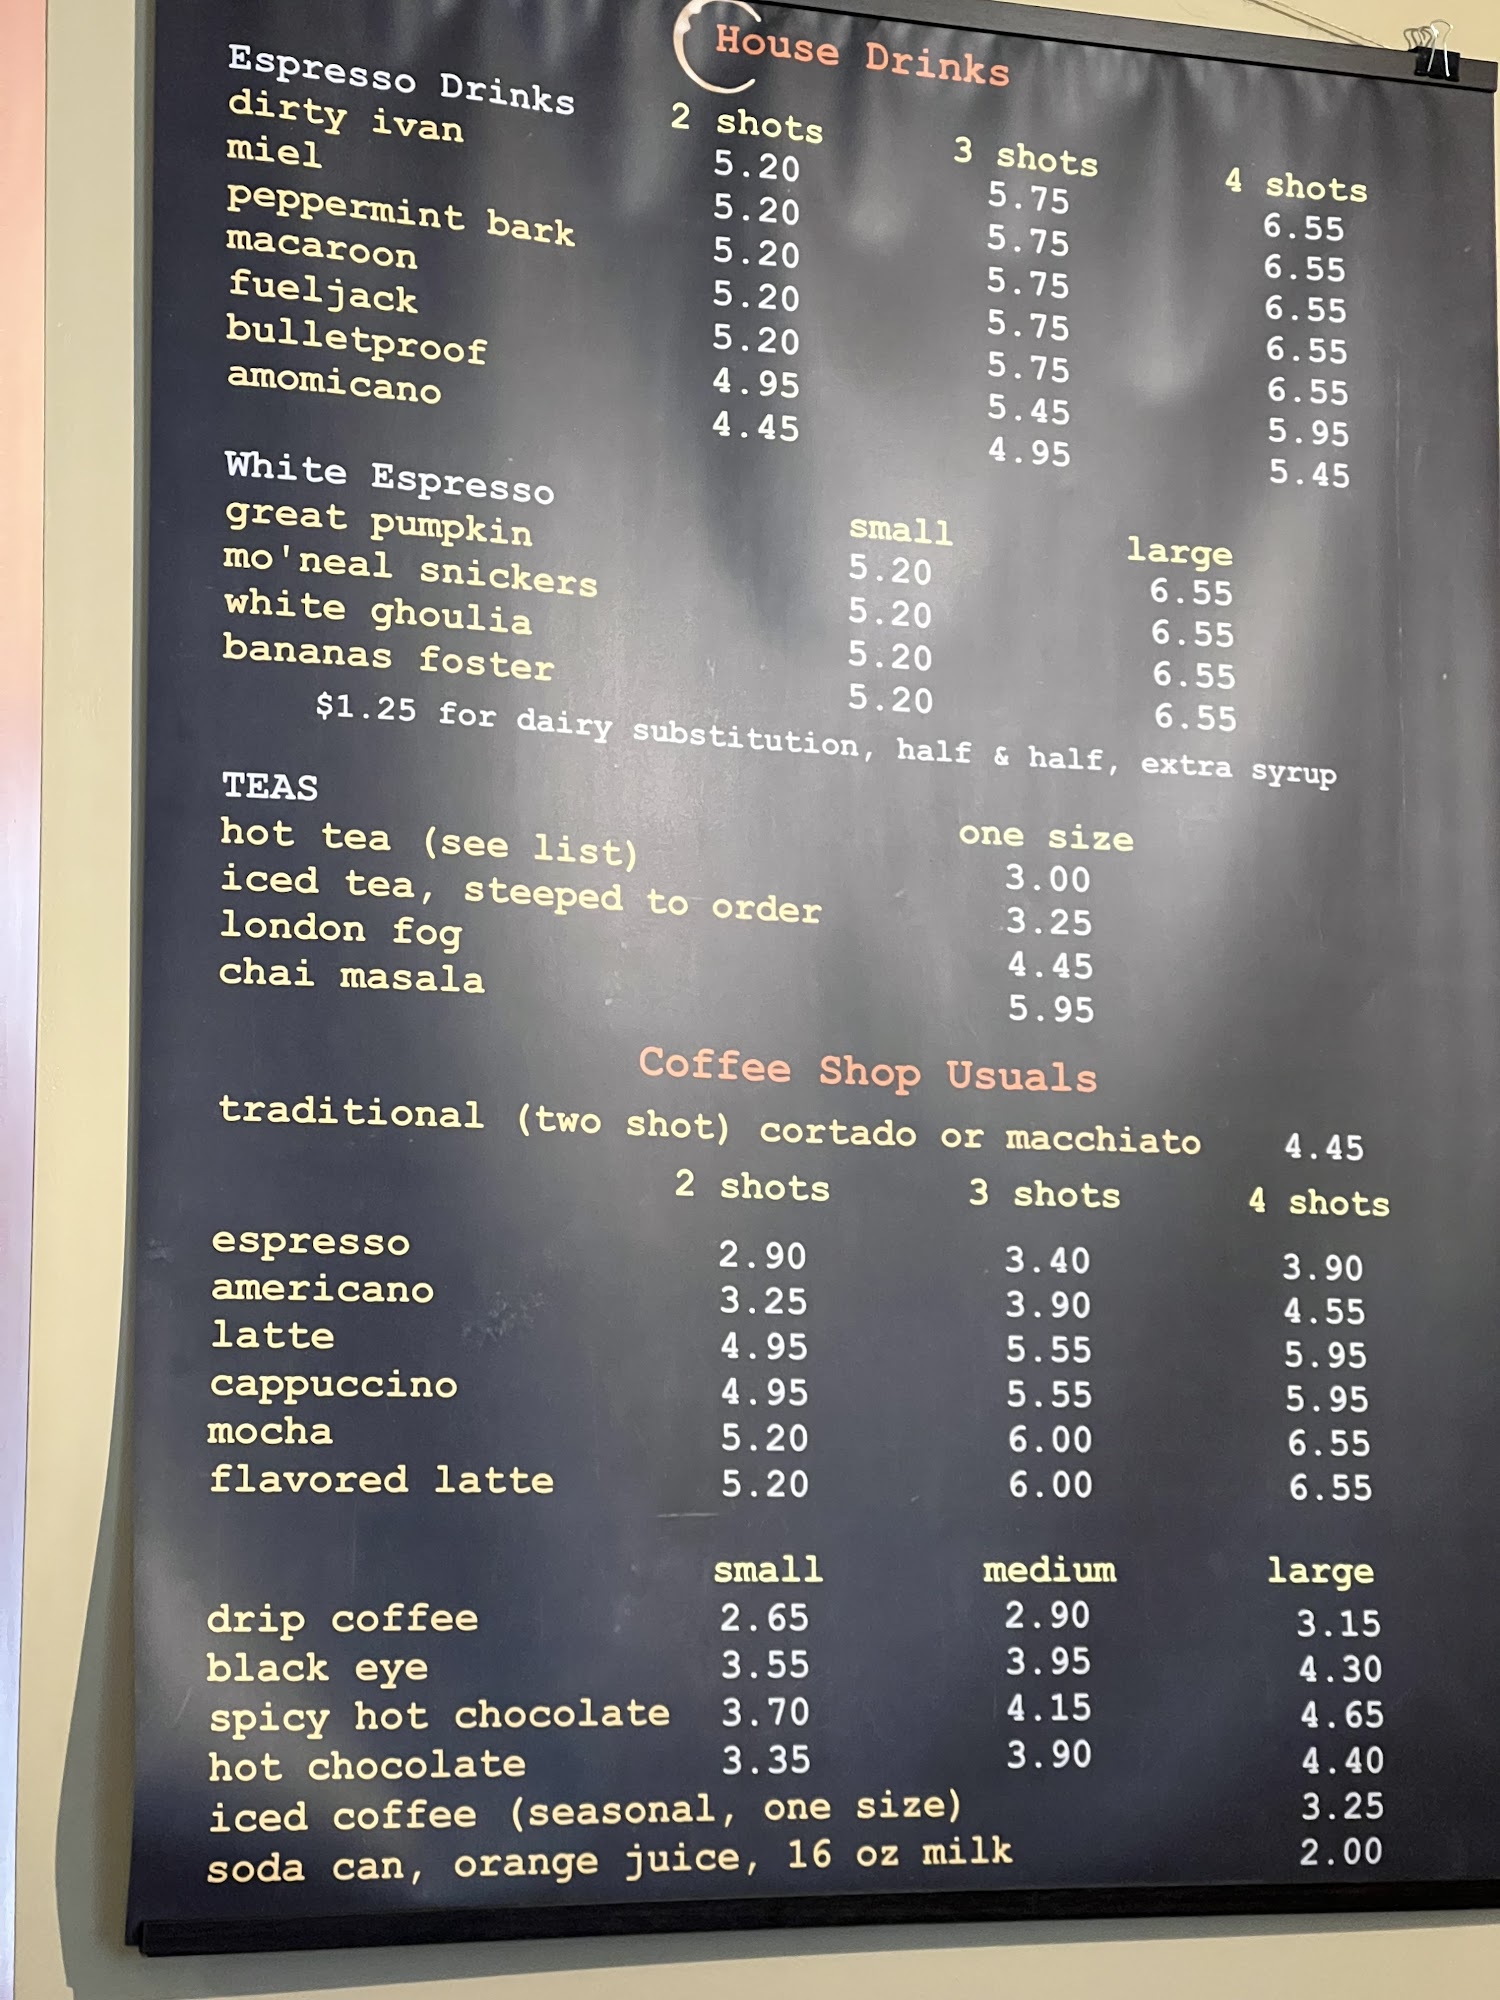 House Drinks
Espresso Drinks 2 shots 3 shots 4 shots
dirty ivan 5.20 5.75 6.55
miel 5.20 5.75 6.55
peppermint bark 5.20 5.75 6.55
macaroon 5.20 5.75 6.55
fueljack 5.20 5.75 6.55
bulletproof 4.95 5.45 5.95
amomicano 4.45 4.95 5.45
White Espresso small large
great pumpkin 5.20 6.55
mo'neal snickers 5.20 6.55
white ghoulia 5.20 6.55
bananas foster 5.20 6.55
$1.25 for dairy substitution, half & half, extra syrup
TEAS one size
hot tea (see list) 3.00
iced tea, steeped to order 3.25
london fog 4.45
chai masala 5.95
Coffee Shop Usuals
traditional (two shot) cortado or macchiato 4.45
2 shots 3 shots 4 shots
espresso 2.90 3.40 3.90
americano 3.25 3.90 4.55
latte 4.95 5.55 5.95
cappuccino 4.95 5.55 5.95
mocha 5.20 6.00 6.55
flavored latte 5.20 6.00 6.55
small medium large
drip coffee 2.65 2.90 3.15
black eye 3.55 3.95 4.30
spicy hot chocolate 3.70 4.15 4.65
hot chocolate 3.35 3.90 4.40
iced coffee (seasonal, one size) 3.25
soda can, orange juice, 16 oz milk 2.00